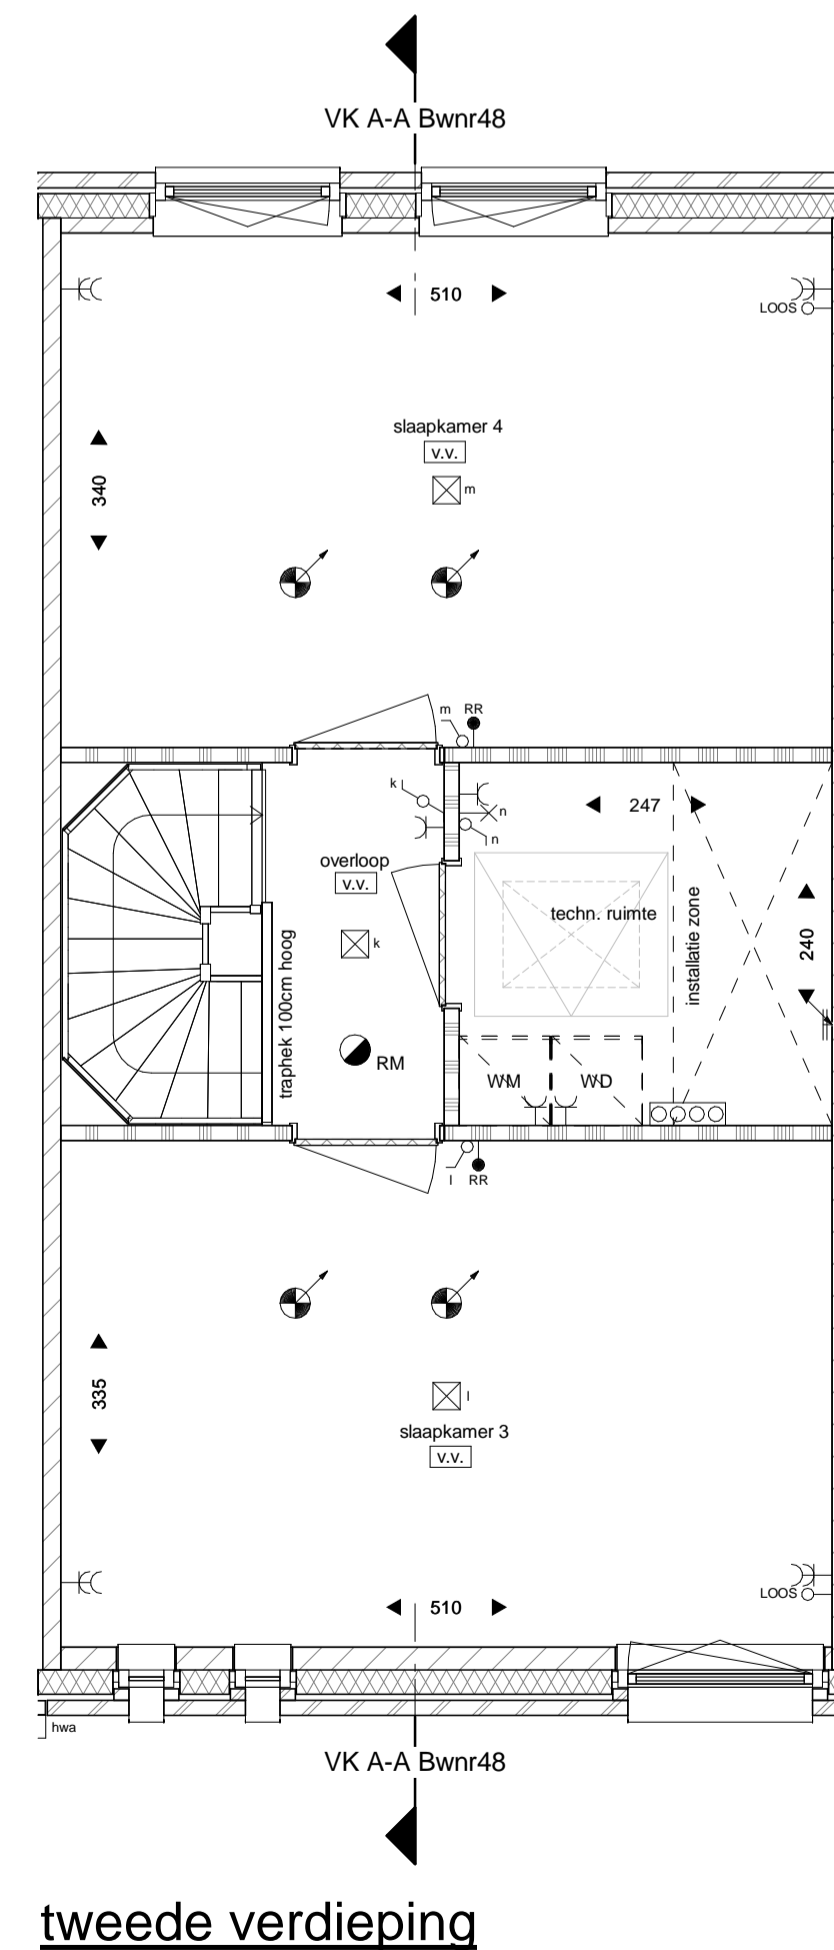 VK A-A Bwnr48
510
LOOS
slaapkamer 4
v.v.
m
340
m RR
k
n
n
247
overloop
v.v.
techn. ruimte
installatie zone
240
k
traphek 100cm hoog
RM
WM
WD
l RR
335
l
slaapkamer 3
v.v.
LOOS
510
hwa
VK A-A Bwnr48
tweede verdieping